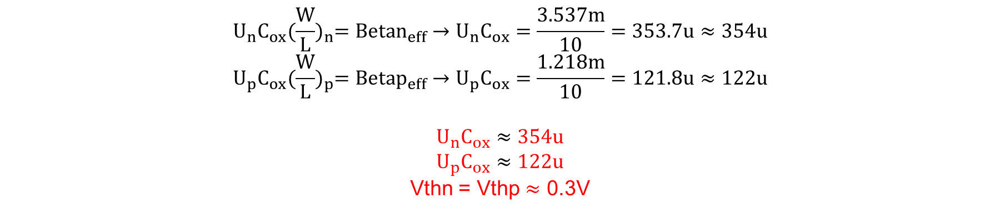 UₙCₒₓ(W/L)ₙ= Betanₑff → UₙCₒₓ = 3.537m/10 = 353.7u ≈ 354u
UₚCₒₓ(W/L)ₚ= Betapₑff → UₚCₒₓ = 1.218m/10 = 121.8u ≈ 122u
UₙCₒₓ ≈ 354u
UₚCₒₓ ≈ 122u
Vthn = Vthp ≈ 0.3V